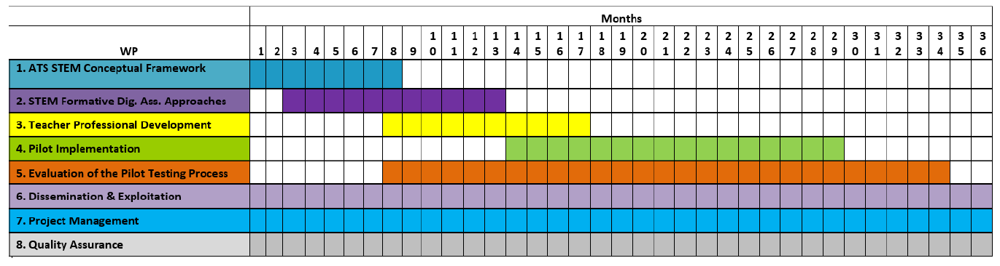 Months
WP 1 2 3 4 5 6 7 8 9 10 11 12 13 14 15 16 17 18 19 20 21 22 23 24 25 26 27 28 29 30 31 32 33 34 35 36
1. ATS STEM Conceptual Framework
2. STEM Formative Dig. Ass. Approaches
3. Teacher Professional Development
4. Pilot Implementation
5. Evaluation of the Pilot Testing Process
6. Dissemination & Exploitation
7. Project Management
8. Quality Assurance